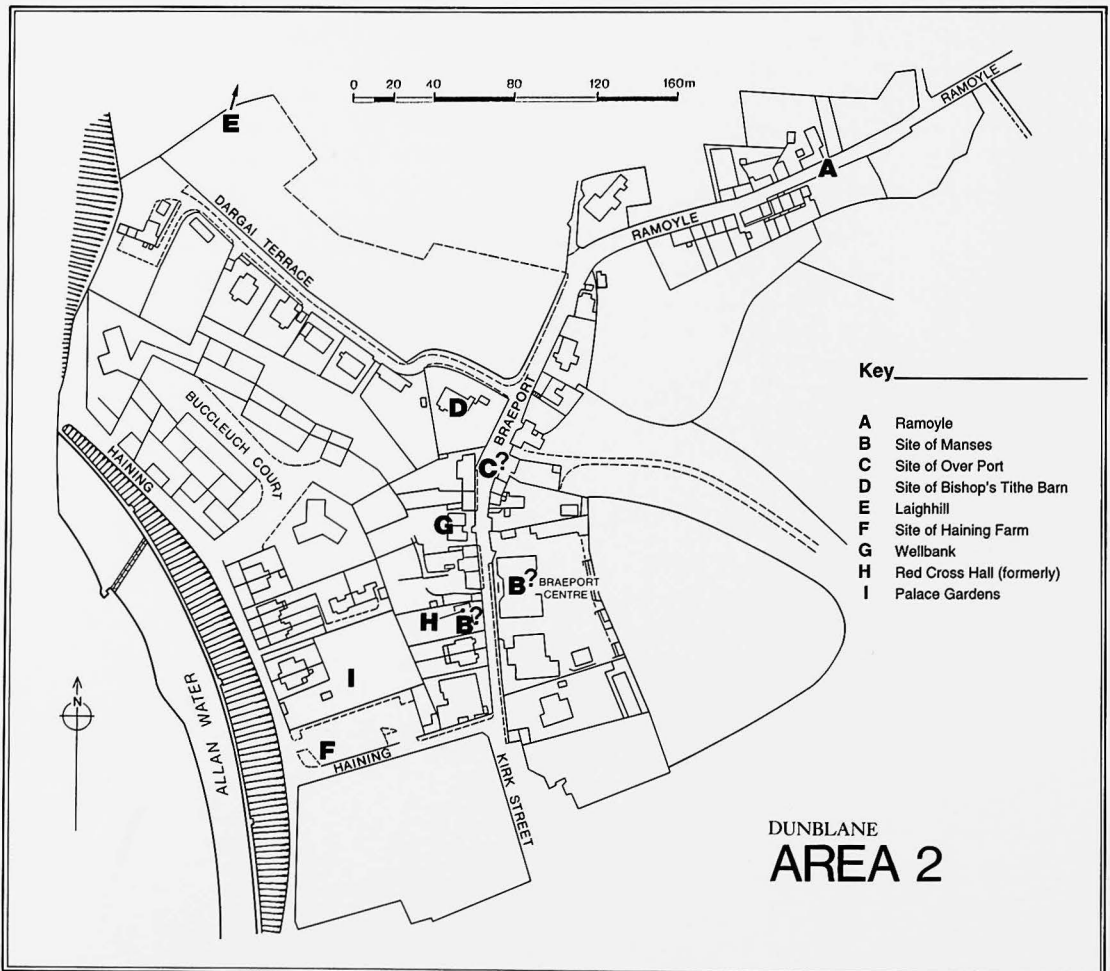 0 20 40 80 120 160m
E
RAMOYLE
A
RAMOYLE
DARGAI TERRACE
BRAEPORT
D
C?
BUCCLEUCH COURT
HAINING
G
B? BRAEPORT
CENTRE
H B?
I
N
ALLAN WATER
F
HAINING
KIRK STREET
Key
A Ramoyle
B Site of Manses
C Site of Over Port
D Site of Bishop's Tithe Barn
E Laighhill
F Site of Haining Farm
G Wellbank
H Red Cross Hall (formerly)
I Palace Gardens
DUNBLANE
AREA 2